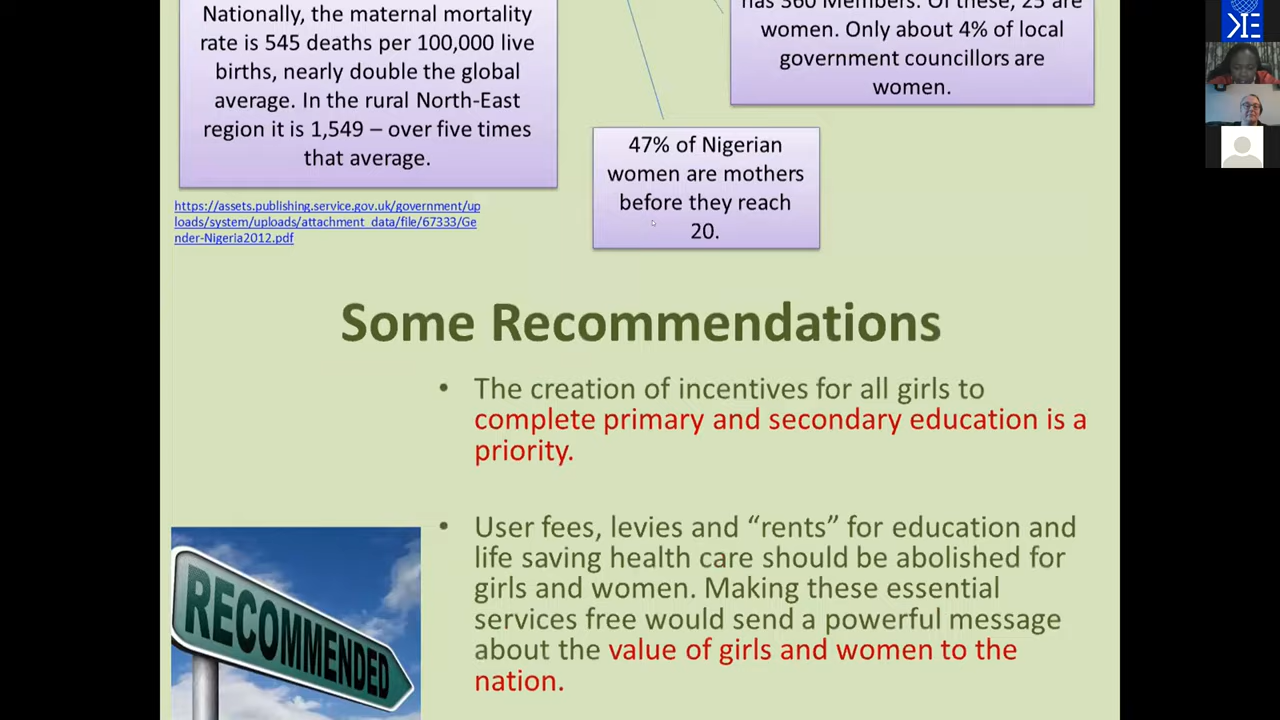 Nationally, the maternal mortality
rate is 545 deaths per 100,000 live
births, nearly double the global
average. In the rural North-East
region it is 1,549 – over five times
that average.
https://assets.publishing.service.gov.uk/government/up
loads/system/uploads/attachment_data/file/67333/Ge
nder-Nigeria2012.pdf
has 360 Members. Of these, 25 are
women. Only about 4% of local
government councillors are
women.
47% of Nigerian
women are mothers
before they reach
20.
Some Recommendations
• The creation of incentives for all girls to
complete primary and secondary education is a
priority.
• User fees, levies and “rents” for education and
life saving health care should be abolished for
girls and women. Making these essential
services free would send a powerful message
about the value of girls and women to the
nation.
RECOMMENDED